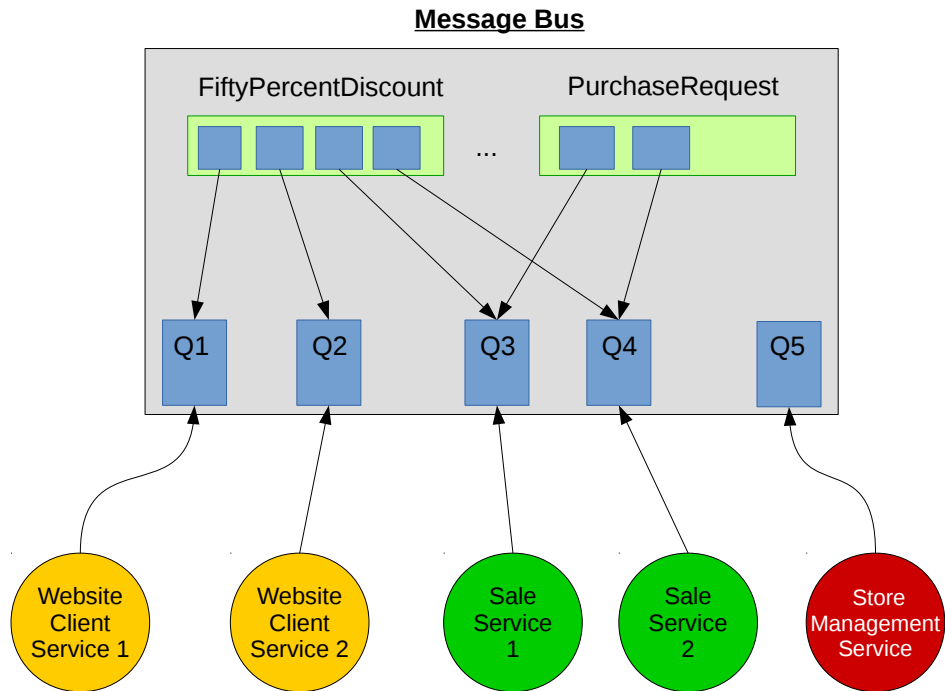 Message Bus
FiftyPercentDiscount
PurchaseRequest
...
Q1
Q2
Q3
Q4
Q5
Website
Client
Service 1
Website
Client
Service 2
Sale
Service
1
Sale
Service
2
Store
Management
Service